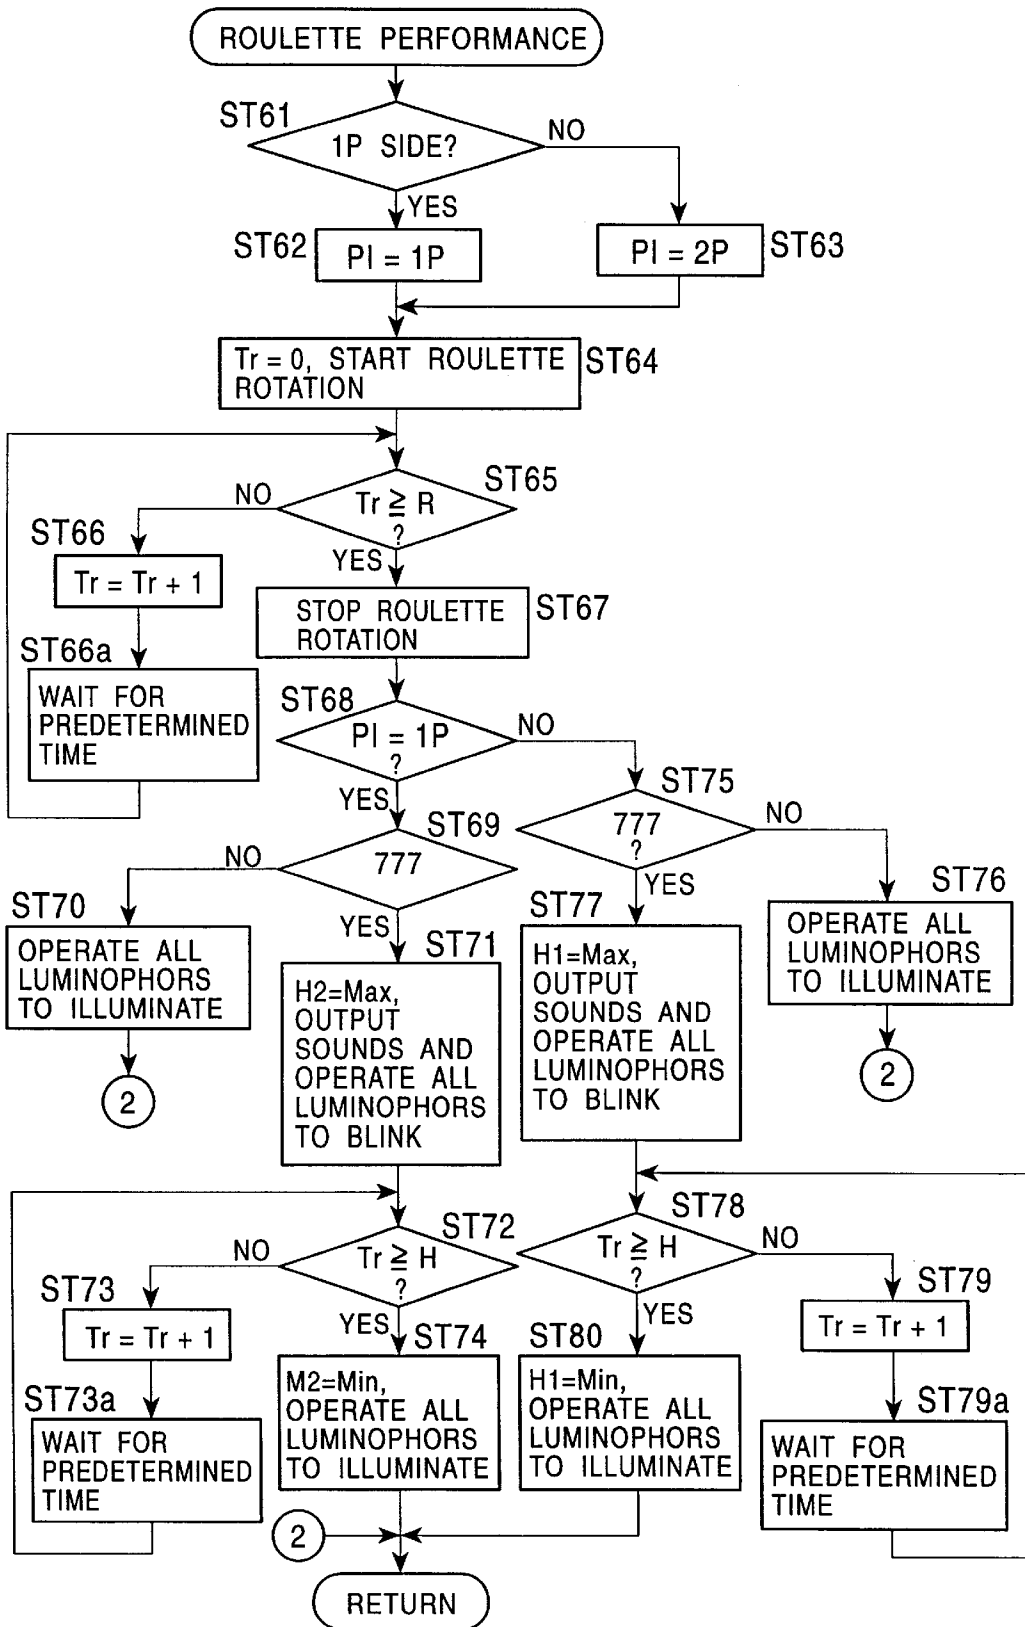 ROULETTE PERFORMANCE
ST61
1P SIDE?
NO
YES
ST62
PI = 1P
PI = 2P
ST63
Tr = 0, START ROULETTE
ROTATION
ST64
ST65
NO
Tr ≧ R
?
YES
ST66
Tr = Tr + 1
STOP ROULETTE
ROTATION
ST67
ST66a
WAIT FOR
PREDETERMINED
TIME
ST68
PI = 1P
?
NO
YES
ST75
777
?
NO
YES
ST69
777
NO
YES
ST70
OPERATE ALL
LUMINOPHORS
TO ILLUMINATE
2
ST71
H2=Max,
OUTPUT
SOUNDS AND
OPERATE ALL
LUMINOPHORS
TO BLINK
ST77
H1=Max,
OUTPUT
SOUNDS AND
OPERATE ALL
LUMINOPHORS
TO BLINK
ST76
OPERATE ALL
LUMINOPHORS
TO ILLUMINATE
2
ST72
Tr ≧ H
?
NO
YES
ST78
Tr ≧ H
?
NO
YES
ST73
Tr = Tr + 1
ST73a
WAIT FOR
PREDETERMINED
TIME
ST74
M2=Min,
OPERATE ALL
LUMINOPHORS
TO ILLUMINATE
ST80
H1=Min,
OPERATE ALL
LUMINOPHORS
TO ILLUMINATE
ST79
Tr = Tr + 1
ST79a
WAIT FOR
PREDETERMINED
TIME
2
RETURN